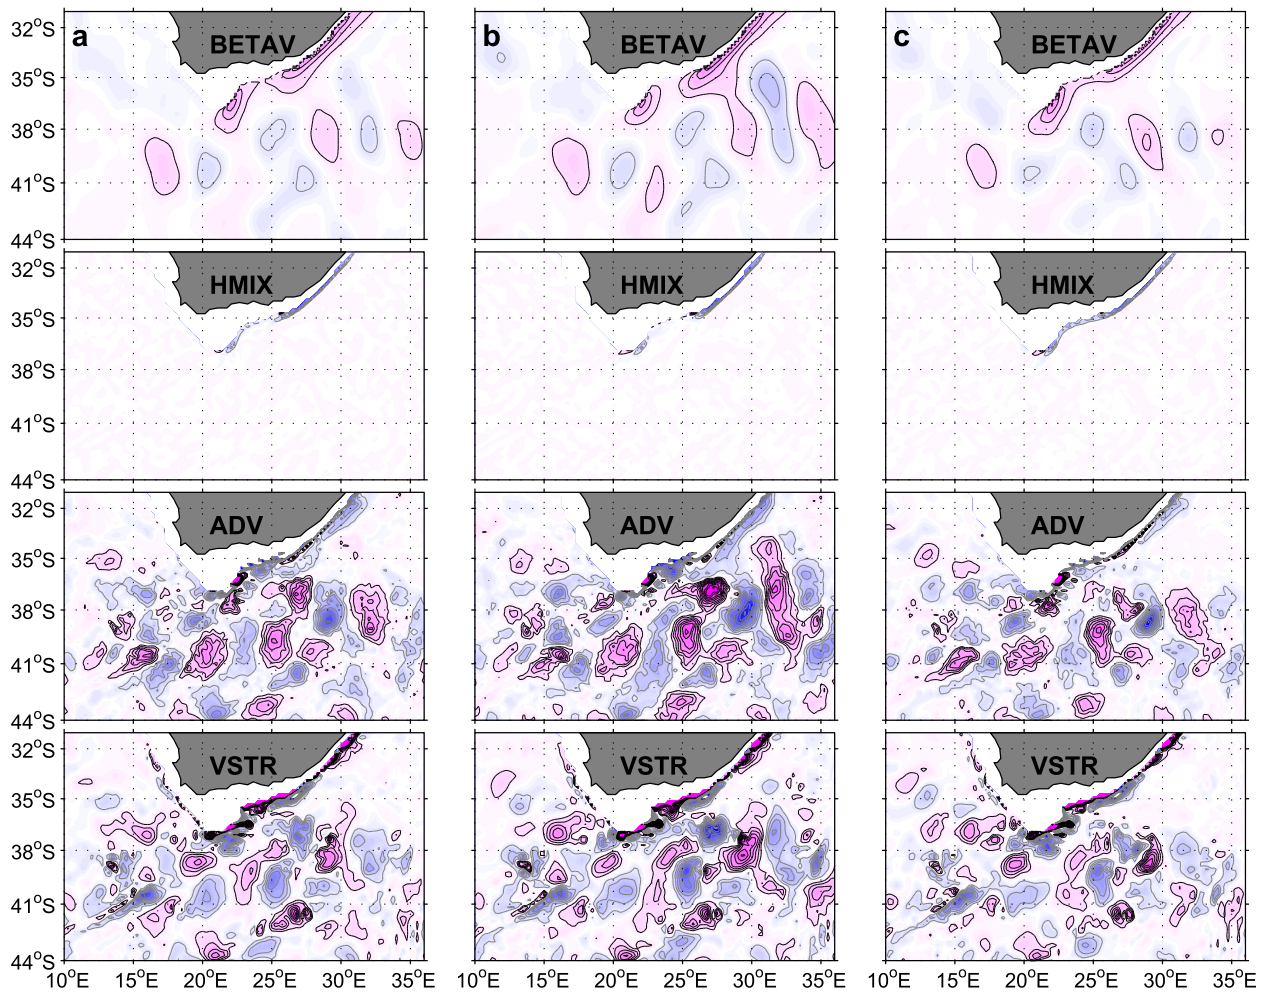 a b c
BETAV BETAV BETAV
32°S
35°S
38°S
41°S
44°S
HMIX HMIX HMIX
32°S
35°S
38°S
41°S
44°S
ADV ADV ADV
32°S
35°S
38°S
41°S
44°S
VSTR VSTR VSTR
32°S
35°S
38°S
41°S
44°S
10°E 15°E 20°E 25°E 30°E 35°E 10°E 15°E 20°E 25°E 30°E 35°E 10°E 15°E 20°E 25°E 30°E 35°E